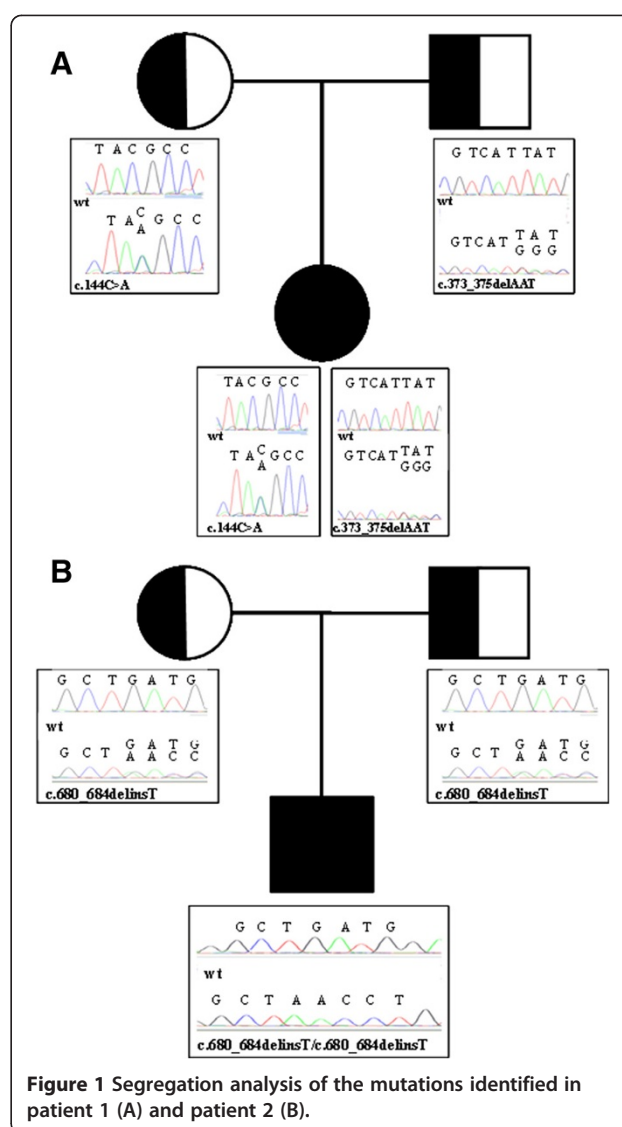 A
T A C G C C
wt
C
T A G C C
A
c.144C>A
G T C A T T A T
wt
T A T
G T C A T
G G G
c.373_375delAAT
T A C G C C
wt
C
T A G C C
A
c.144C>A
G T C A T T A T
wt
G T C A T T A T
G G G
c.373_375delAAT
B
G C T G A T G
wt
G A T G
G C T
A A C C
c.680_684delinsT
G C T G A T G
wt
G A T G
G C T
A A C C
c.680_684delinsT
G C T G A T G
wt
G C T A A C C T
c.680_684delinsT/c.680_684delinsT
Figure 1 Segregation analysis of the mutations identified in
patient 1 (A) and patient 2 (B).